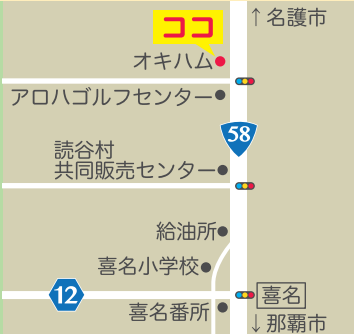 ココ
↑名護市
オキハム
アロハゴルフセンター
58
読谷村
共同販売センター
給油所
喜名小学校
12
喜名
喜名番所
↓那覇市